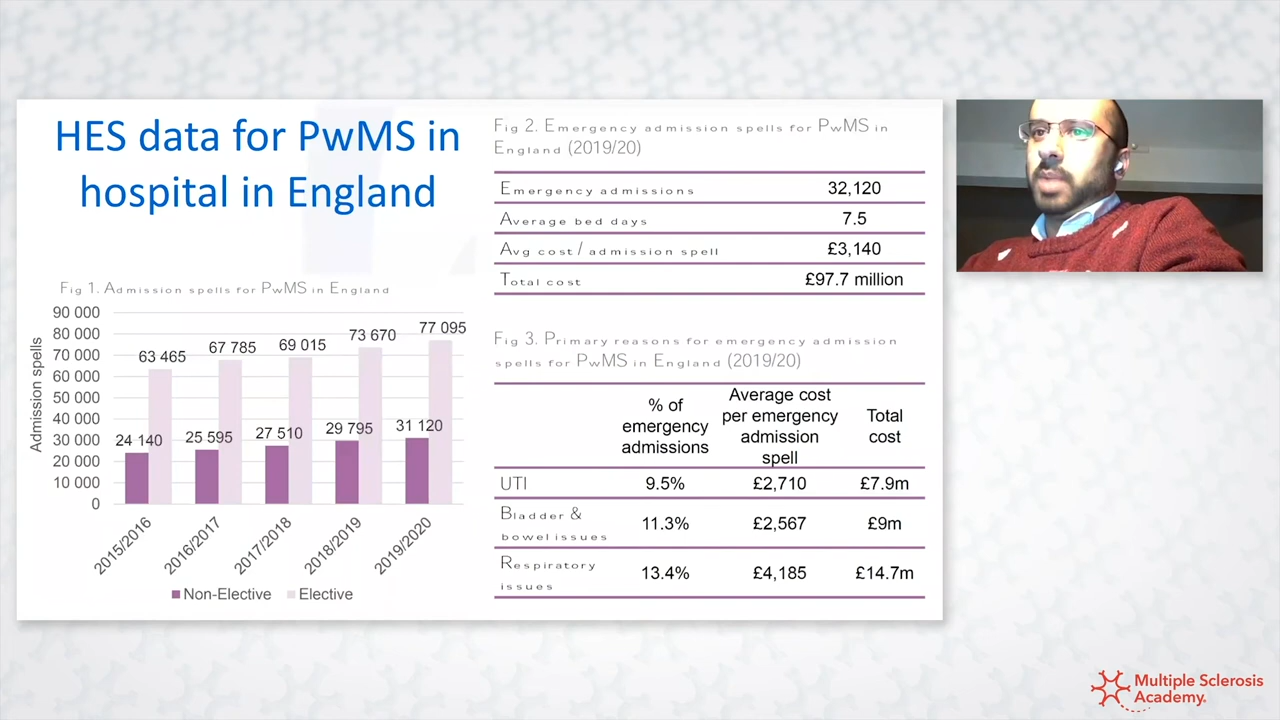 HES data for PwMS in
hospital in England
Fig 1. Admission spells for PwMS in England
Admission spells
90 000
80 000
70 000
60 000
50 000
40 000
30 000
20 000
10 000
0
63 465
67 785
69 015
73 670
77 095
24 140
25 595
27 510
29 795
31 120
2015/2016
2016/2017
2017/2018
2018/2019
2019/2020
Non-Elective
Elective
Fig 2. Emergency admission spells for PwMS in
England (2019/20)
Emergency admissions 32,120
Average bed days 7.5
Avg cost / admission spell £3,140
Total cost £97.7 million
Fig 3. Primary reasons for emergency admission
spells for PwMS in England (2019/20)
% of
emergency
admissions
Average cost
per emergency
admission
spell
Total
cost
UTI 9.5% £2,710 £7.9m
Bladder &
bowel issues 11.3% £2,567 £9m
Respiratory
issues 13.4% £4,185 £14.7m
Multiple Sclerosis
Academy.